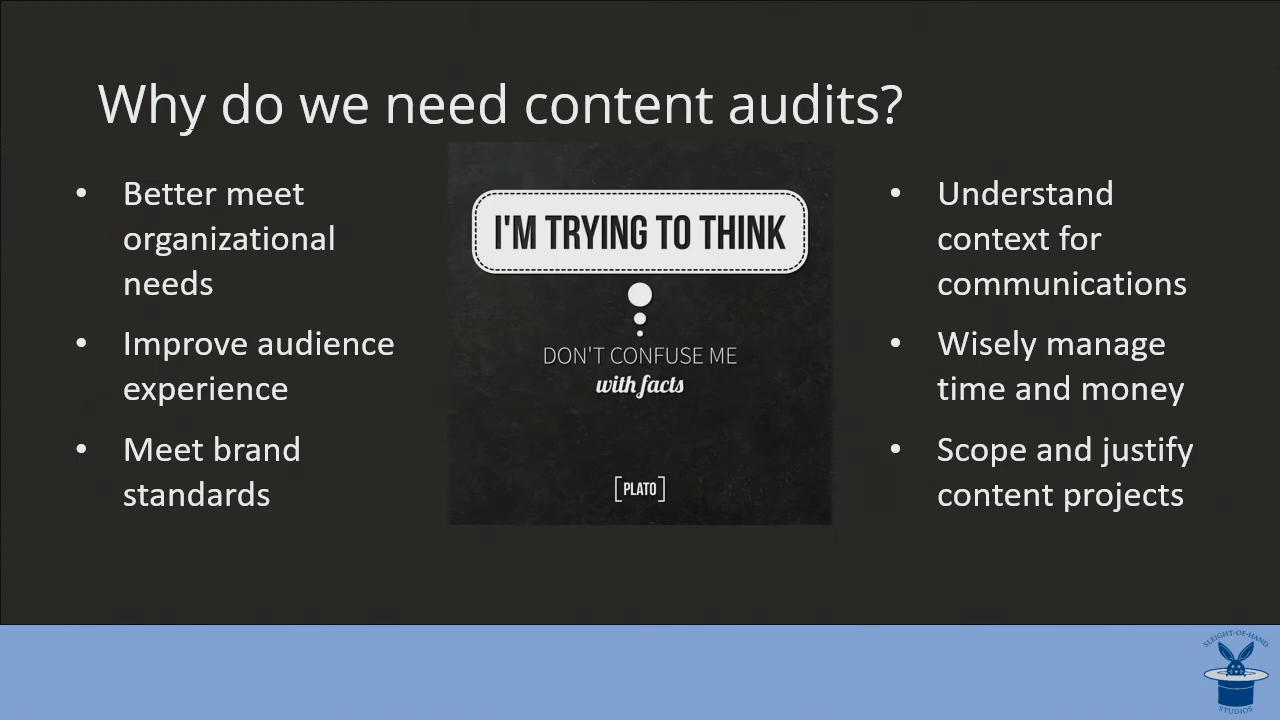 Why do we need content audits?
• Better meet
organizational
needs
• Improve audience
experience
• Meet brand
standards
I'M TRYING TO THINK
DON'T CONFUSE ME
with facts
[PLATO]
• Understand
context for
communications
• Wisely manage
time and money
• Scope and justify
content projects
SLEIGHT-OF-HAND
STUDIOS